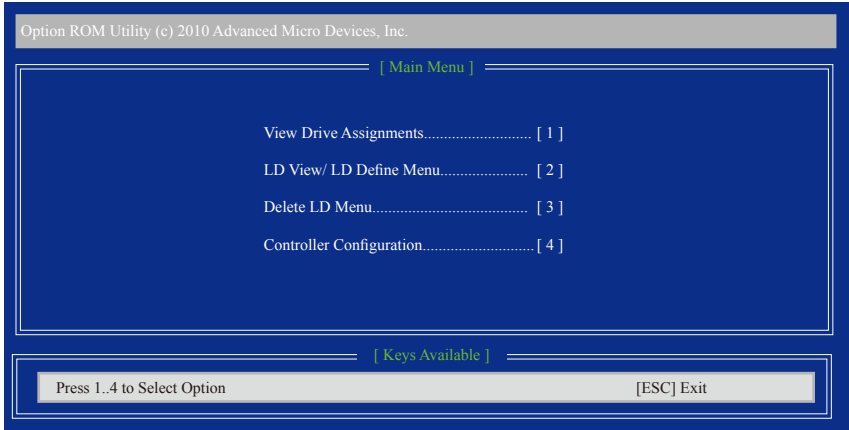 Option ROM Utility (c) 2010 Advanced Micro Devices, Inc.
[ Main Menu ]
View Drive Assignments........................... [ 1 ]
LD View/ LD Define Menu...................... [ 2 ]
Delete LD Menu....................................... [ 3 ]
Controller Configuration............................[ 4 ]
[ Keys Available ]
Press 1..4 to Select Option [ESC] Exit